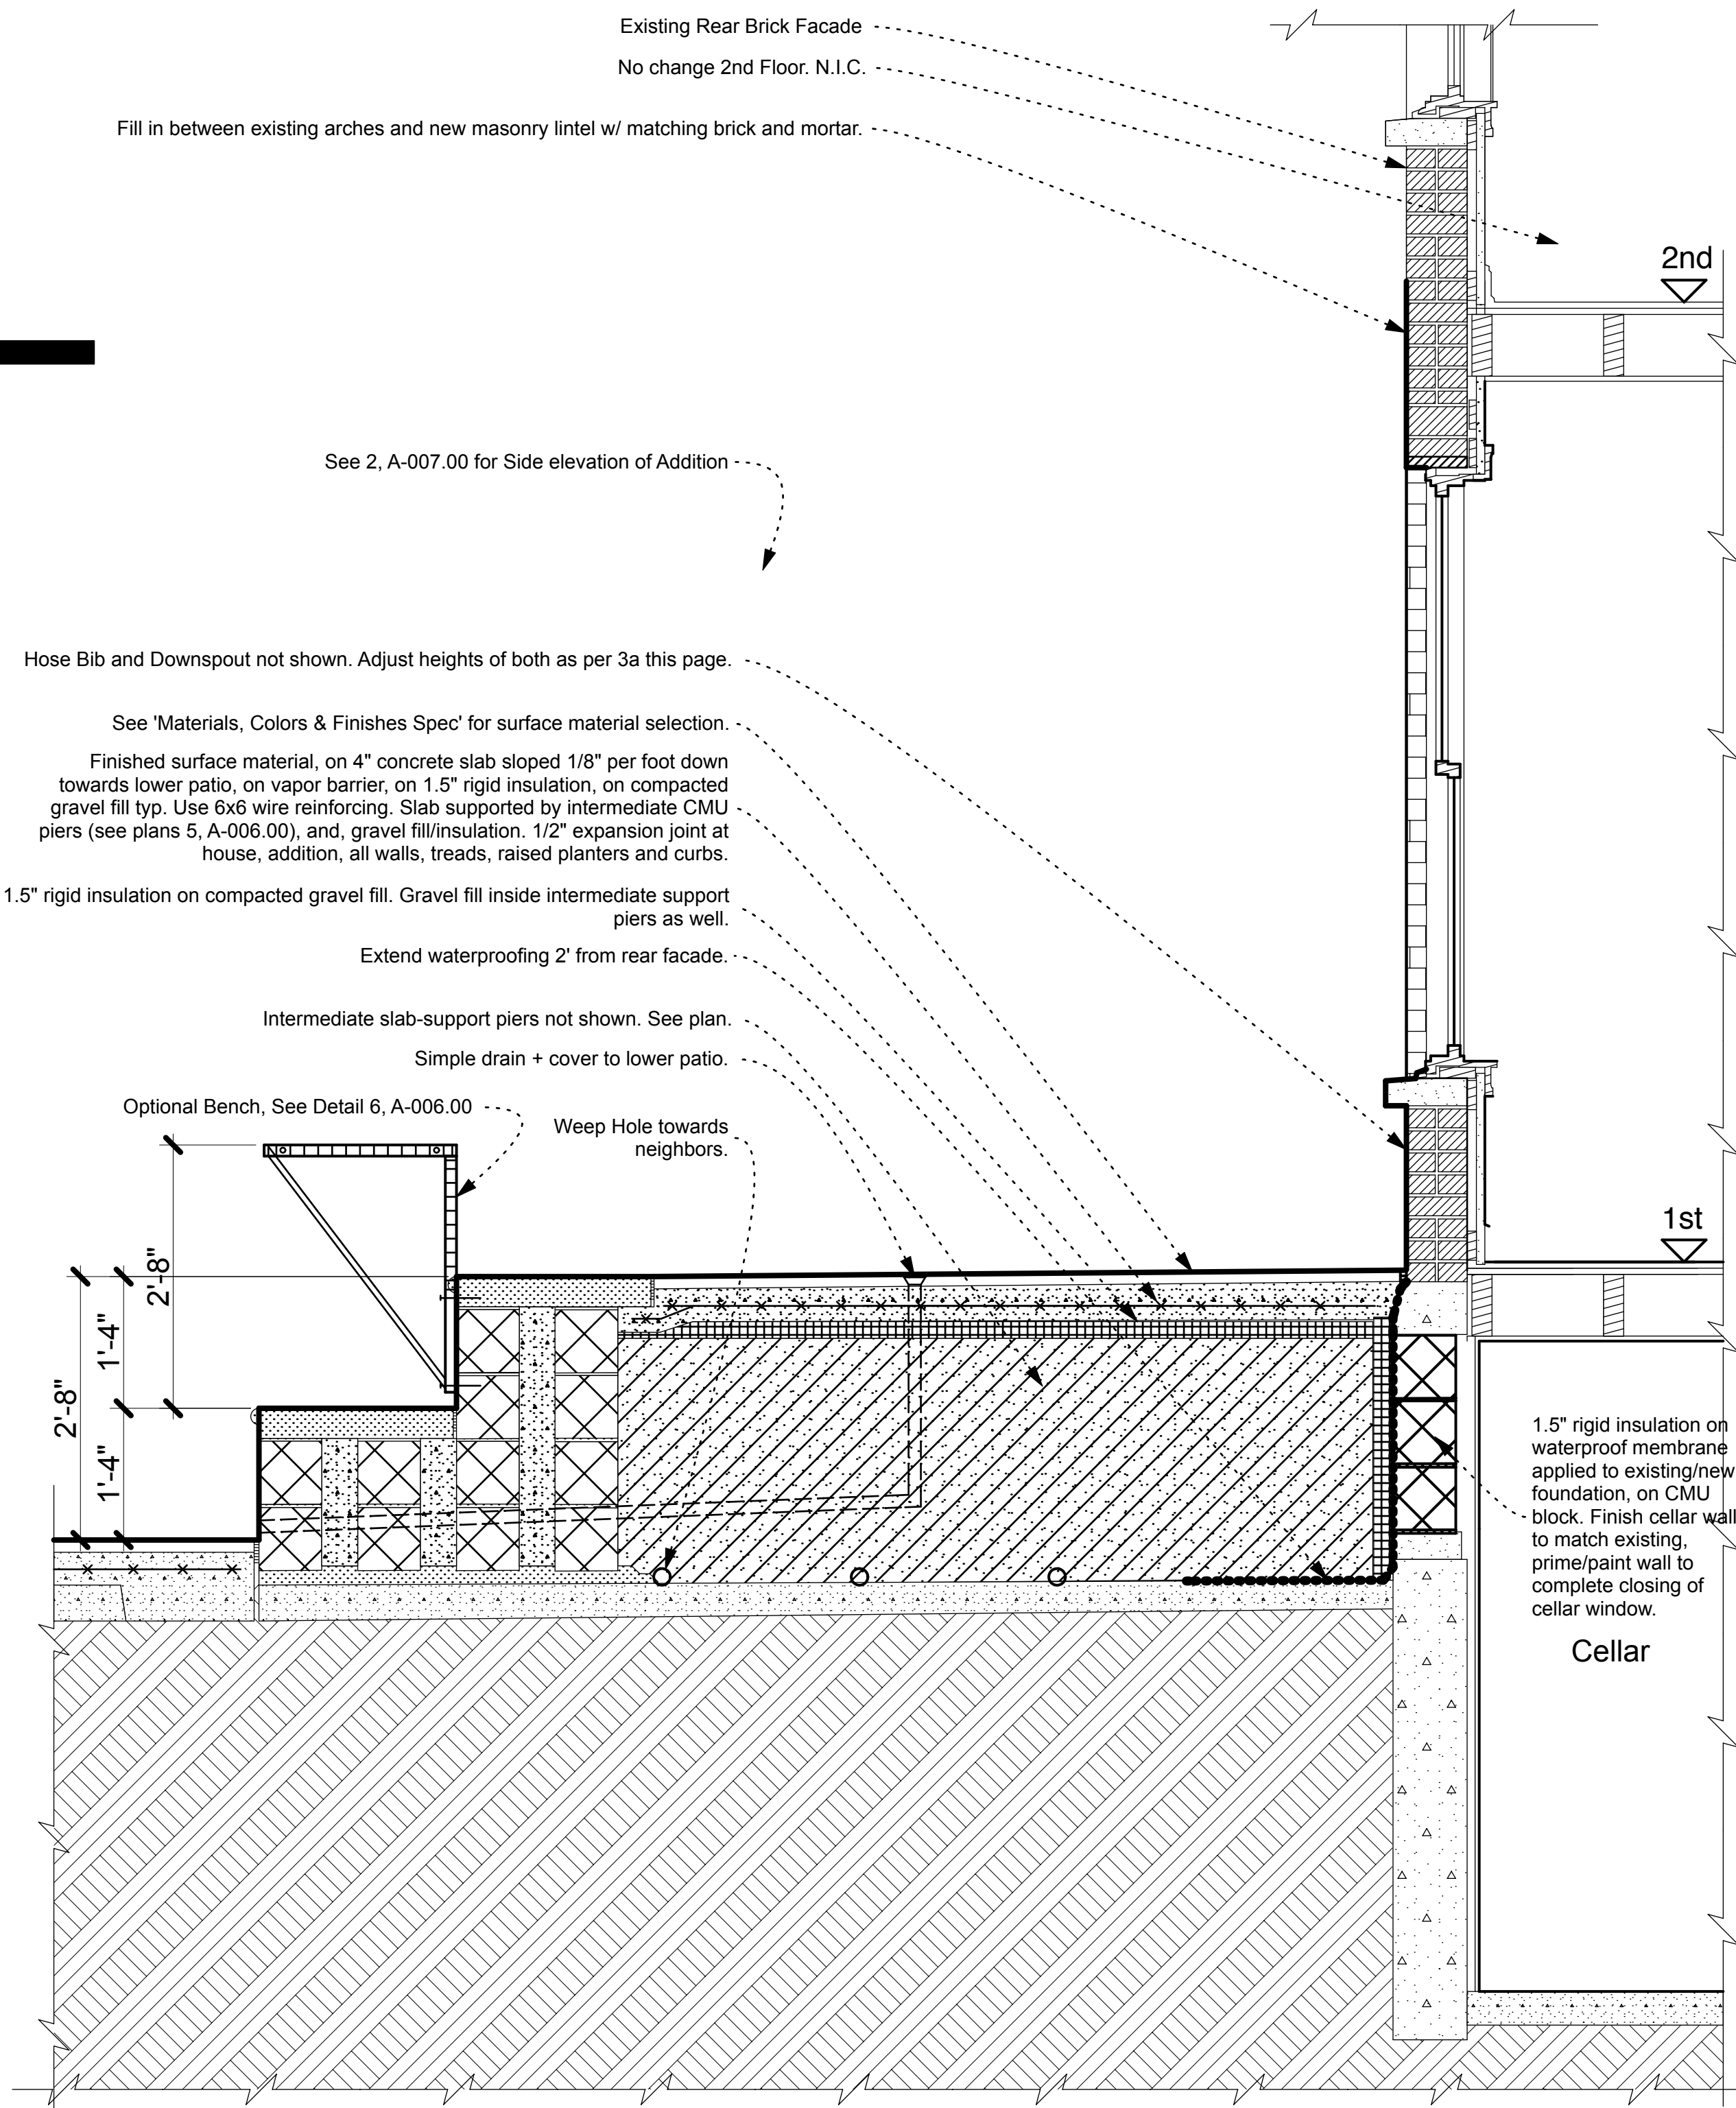 Existing Rear Brick Facade
No change 2nd Floor. N.I.C.
Fill in between existing arches and new masonry lintel w/ matching brick and mortar.
2nd
See 2, A-007.00 for Side elevation of Addition
Hose Bib and Downspout not shown. Adjust heights of both as per 3a this page.
See 'Materials, Colors & Finishes Spec' for surface material selection.
Finished surface material, on 4" concrete slab sloped 1/8" per foot down
towards lower patio, on vapor barrier, on 1.5" rigid insulation, on compacted
gravel fill typ. Use 6x6 wire reinforcing. Slab supported by intermediate CMU
piers (see plans 5, A-006.00), and, gravel fill/insulation. 1/2" expansion joint at
house, addition, all walls, treads, raised planters and curbs.
1.5" rigid insulation on compacted gravel fill. Gravel fill inside intermediate support
piers as well.
Extend waterproofing 2' from rear facade.
Intermediate slab-support piers not shown. See plan.
Simple drain + cover to lower patio.
Optional Bench, See Detail 6, A-006.00
Weep Hole towards
neighbors.
1st
2'-8"
1'-4"
2'-8"
1'-4"
1.5" rigid insulation on
waterproof membrane
applied to existing/new
foundation, on CMU
block. Finish cellar wall
to match existing,
prime/paint wall to
complete closing of
cellar window.
Cellar